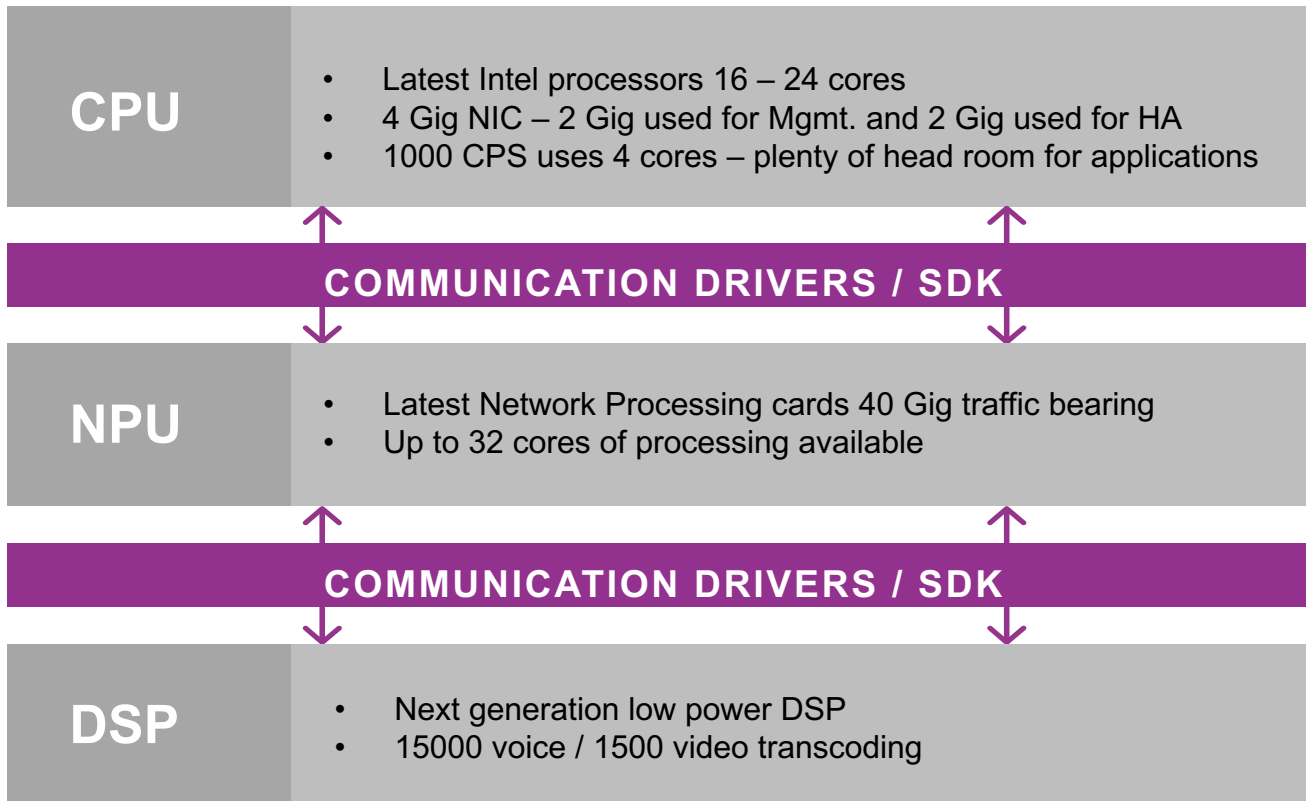 CPU
• Latest Intel processors 16 – 24 cores
• 4 Gig NIC – 2 Gig used for Mgmt. and 2 Gig used for HA
• 1000 CPS uses 4 cores – plenty of head room for applications
COMMUNICATION DRIVERS / SDK
NPU
• Latest Network Processing cards 40 Gig traffic bearing
• Up to 32 cores of processing available
COMMUNICATION DRIVERS / SDK
DSP
• Next generation low power DSP
• 15000 voice / 1500 video transcoding